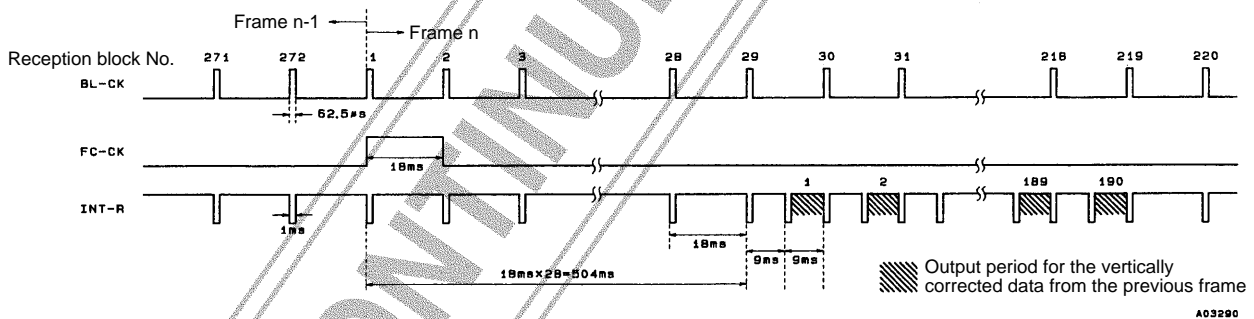 Frame n-1
Frame n
Reception block No.
271 272 1 2 3 28 29 30 31 218 219 220
BL-CK
62.5µs
FC-CK
18ms
1 2 189 190
INT-R
1ms
18ms
9ms 9ms
18ms×28=504ms
Output period for the vertically
corrected data from the previous frame
A03290